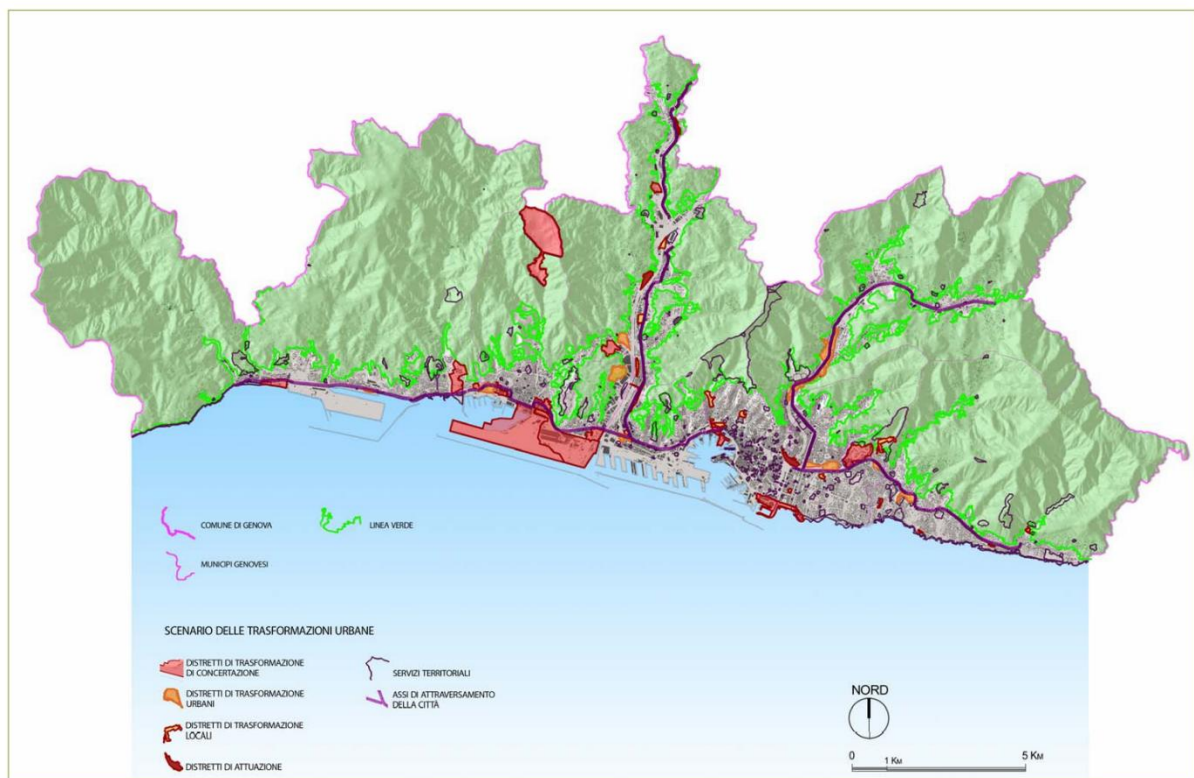 COMUNE DI GENOVA
LINEA VERDE
MUNICIPI GENOVESI
SCENARIO DELLE TRASFORMAZIONI URBANE
DISTRETTI DI TRASFORMAZIONE
DI CONCERTAZIONE
DISTRETTI DI TRASFORMAZIONE
URBANI
DISTRETTI DI TRASFORMAZIONE
LOCALI
DISTRETTI DI ATTUAZIONE
SERVIZI TERRITORIALI
ASSI DI ATTRAVERSAMENTO
DELLA CITTÀ
NORD
0 1 KM 5 KM